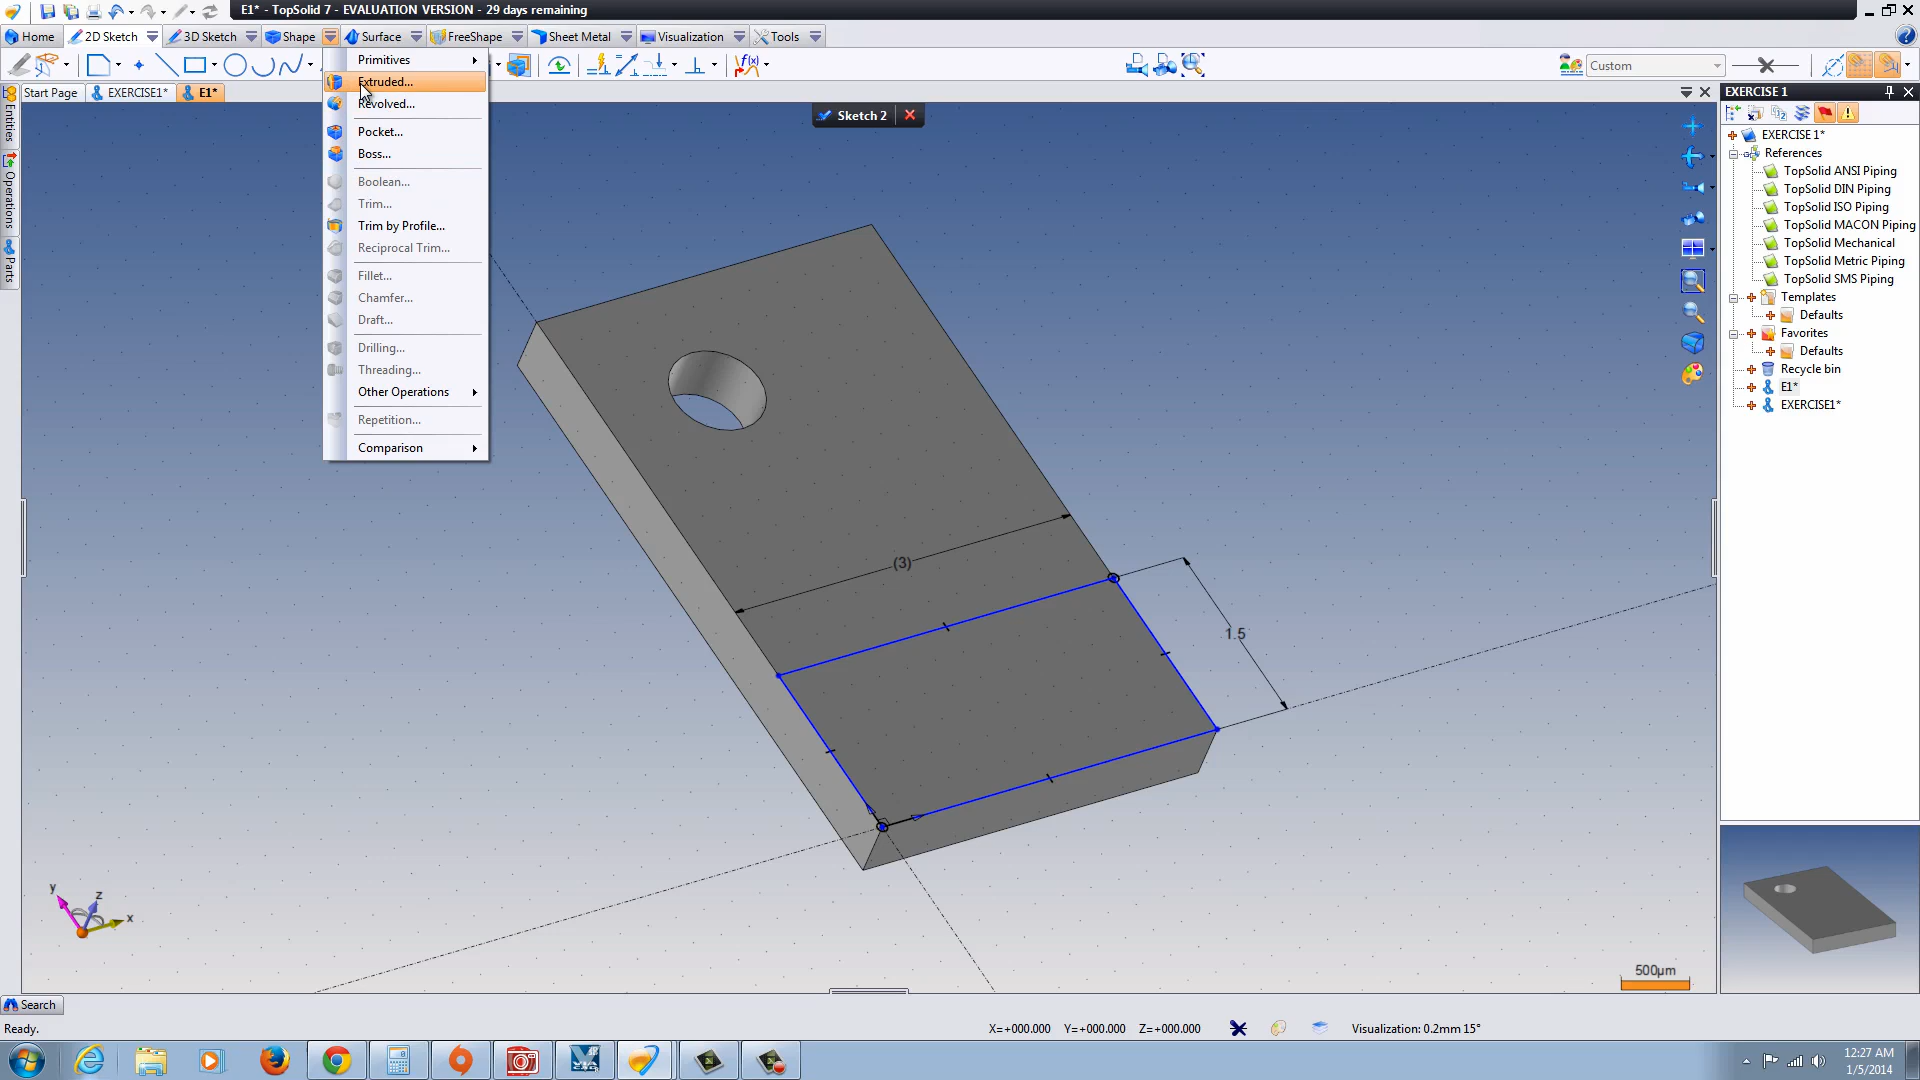 E1* - TopSolid 7 - EVALUATION VERSION - 29 days remaining
Home
2D Sketch
3D Sketch
Shape
Surface
FreeShape
Sheet Metal
Visualization
Tools
f(x)
Custom
Start Page
EXERCISE1*
E1*
Entities
Operations
Parts
Primitives
Extruded...
Revolved...
Pocket...
Boss...
Boolean...
Trim...
Trim by Profile...
Reciprocal Trim...
Fillet...
Chamfer...
Draft...
Drilling...
Threading...
Other Operations
Repetition...
Comparison
Sketch 2
(3)
1.5
y
z
x
500µm
EXERCISE 1
EXERCISE 1*
References
TopSolid ANSI Piping
TopSolid DIN Piping
TopSolid ISO Piping
TopSolid MACON Piping
TopSolid Mechanical
TopSolid Metric Piping
TopSolid SMS Piping
Templates
Defaults
Favorites
Defaults
Recycle bin
E1*
EXERCISE1*
Search
Ready.
X=+000.000 Y=+000.000 Z=+000.000
Visualization: 0.2mm 15°
12:27 AM
1/5/2014